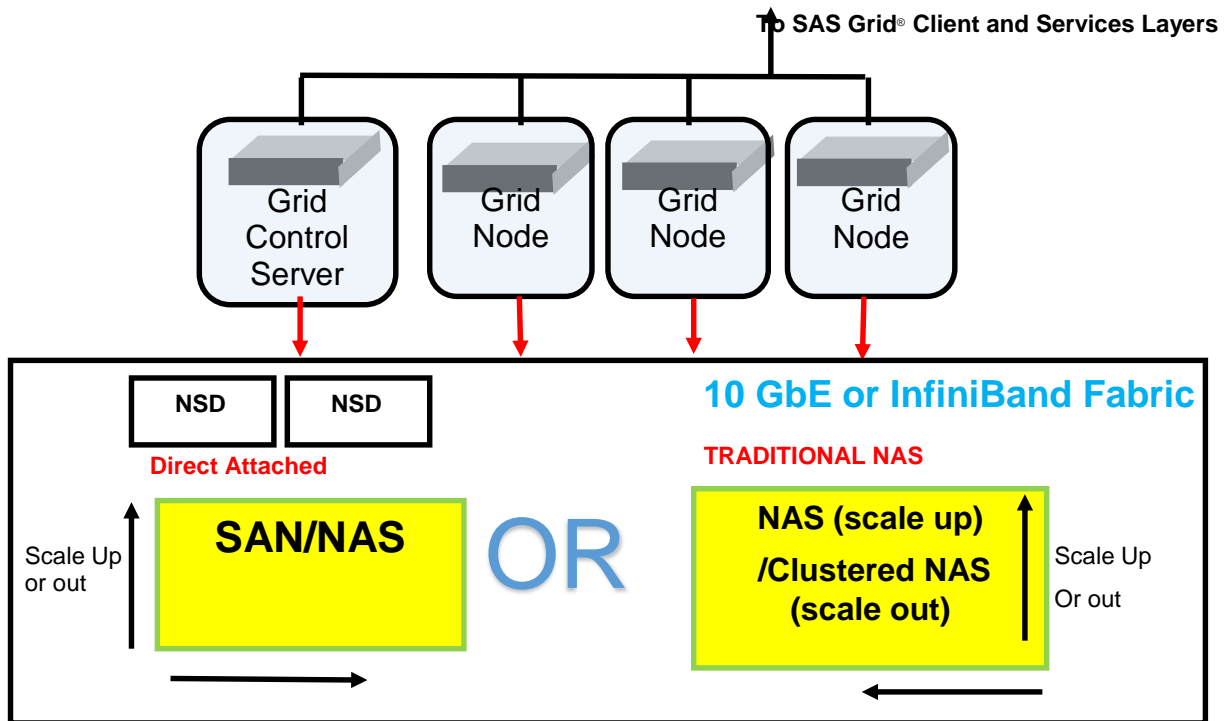 To SAS Grid® Client and Services Layers
Grid
Control
Server
Grid
Node
Grid
Node
Grid
Node
NSD
NSD
10 GbE or InfiniBand Fabric
Direct Attached
TRADITIONAL NAS
Scale Up
or out
SAN/NAS
OR
NAS (scale up)
/Clustered NAS
(scale out)
Scale Up
Or out